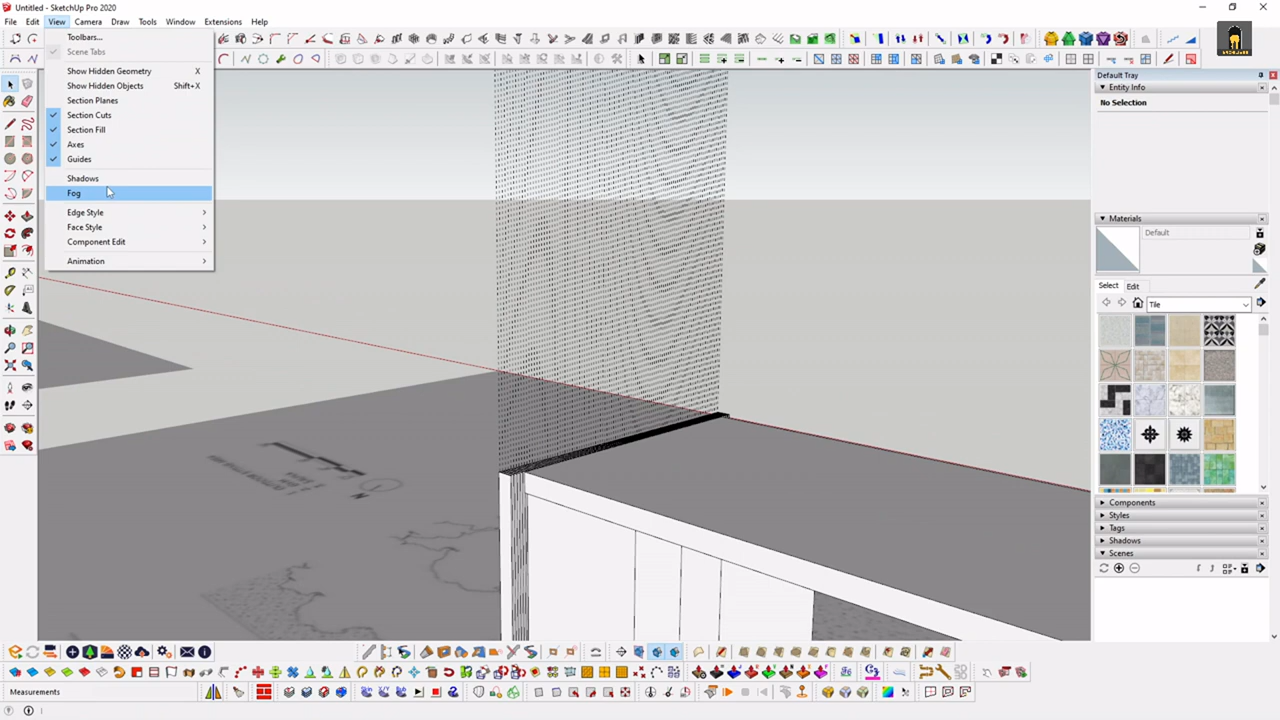 Untitled - SketchUp Pro 2020
File Edit View Camera Draw Tools Window Extensions Help
Toolbars...
Scene Tabs
Show Hidden Geometry X
Show Hidden Objects Shift+X
Section Planes
Section Cuts
Section Fill
Axes
Guides
Shadows
Fog
Edge Style
Face Style
Component Edit
Animation
Default Tray
Entity Info
No Selection
Materials
Default
Select Edit
Tile
Components
Styles
Tags
Shadows
Scenes
N
Measurements